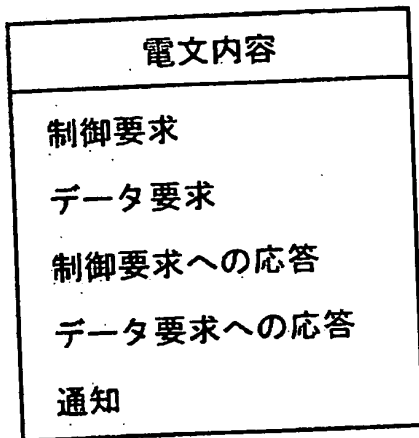 電文内容
制御要求
データ要求
制御要求への応答
データ要求への応答
通知